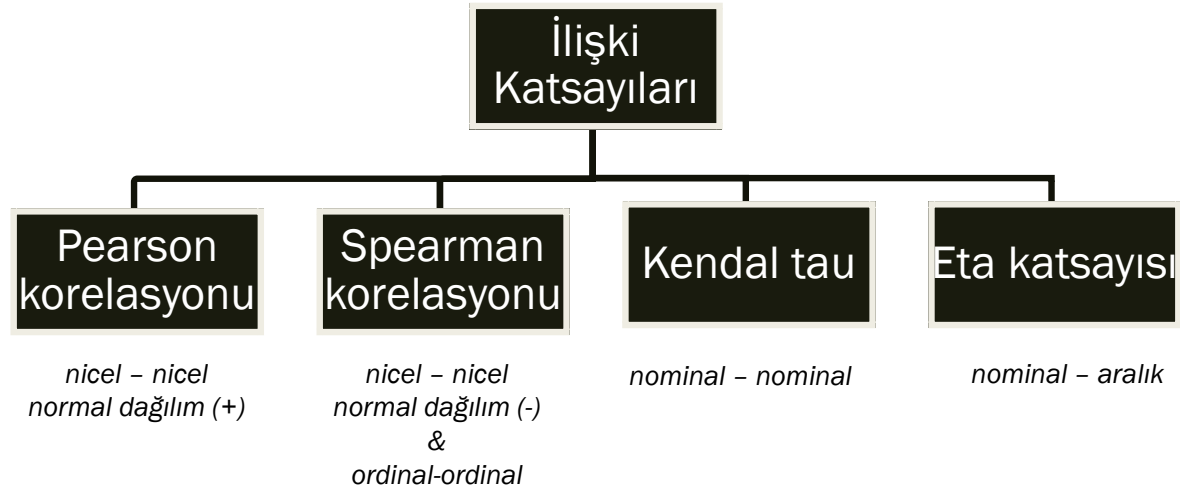 İlişki
Katsayıları
Pearson
korelasyonu
Spearman
korelasyonu
Kendal tau
Eta katsayısı
nicel – nicel
normal dağılım (+)
nicel – nicel
normal dağılım (-)
&
ordinal-ordinal
nominal – nominal
nominal – aralık